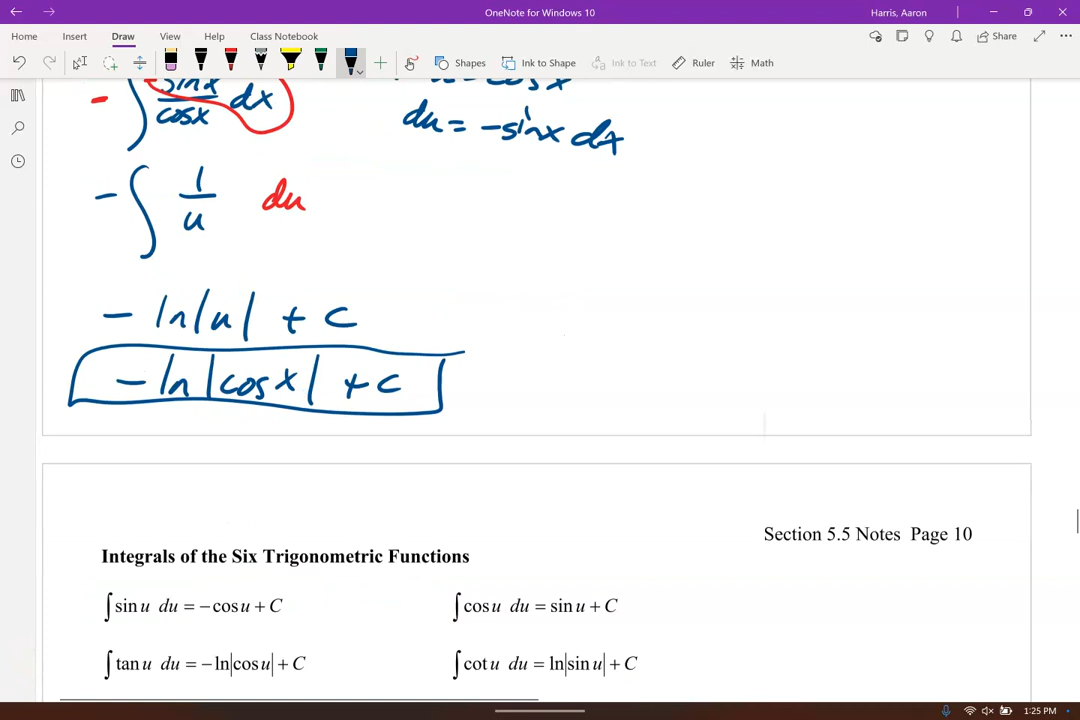 OneNote for Windows 10
Harris, Aaron
Home Insert Draw View Help Class Notebook
Share
Shapes Ink to Shape Ink to Text Ruler Math
- ∫ sinx/cosx dx
u = cosx
du = -sinx dx
- ∫ 1/u du
- ln|u| + c
- ln|cosx| + c
Section 5.5 Notes Page 10
Integrals of the Six Trigonometric Functions
∫ sin u du = −cos u + C ∫ cos u du = sin u + C
∫ tan u du = −ln|cos u| + C ∫ cot u du = ln|sin u| + C
1:25 PM